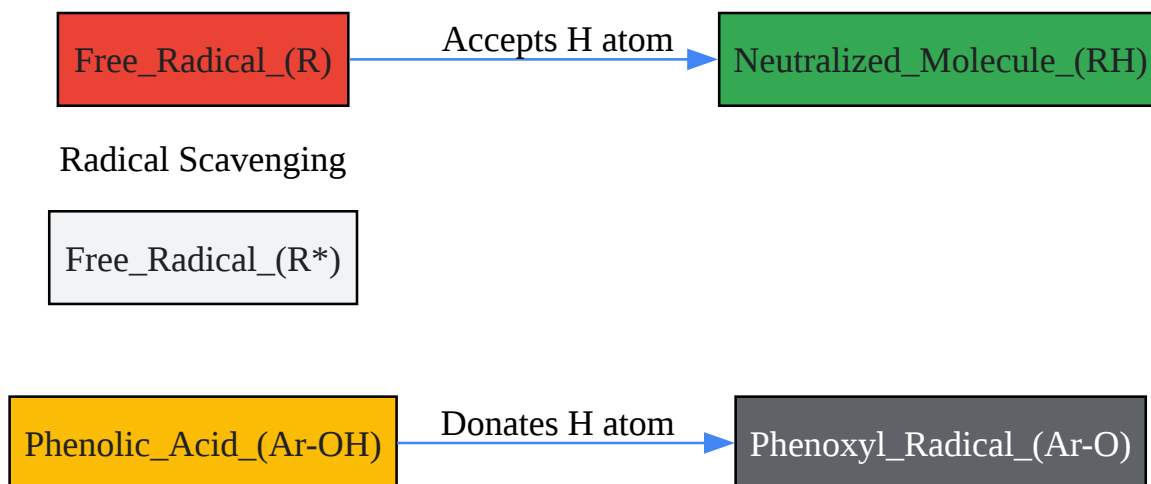 Free_Radical_(R)
Accepts H atom
Neutralized_Molecule_(RH)
Radical Scavenging
Free_Radical_(R*)
Phenolic_Acid_(Ar-OH)
Donates H atom
Phenoxyl_Radical_(Ar-O)